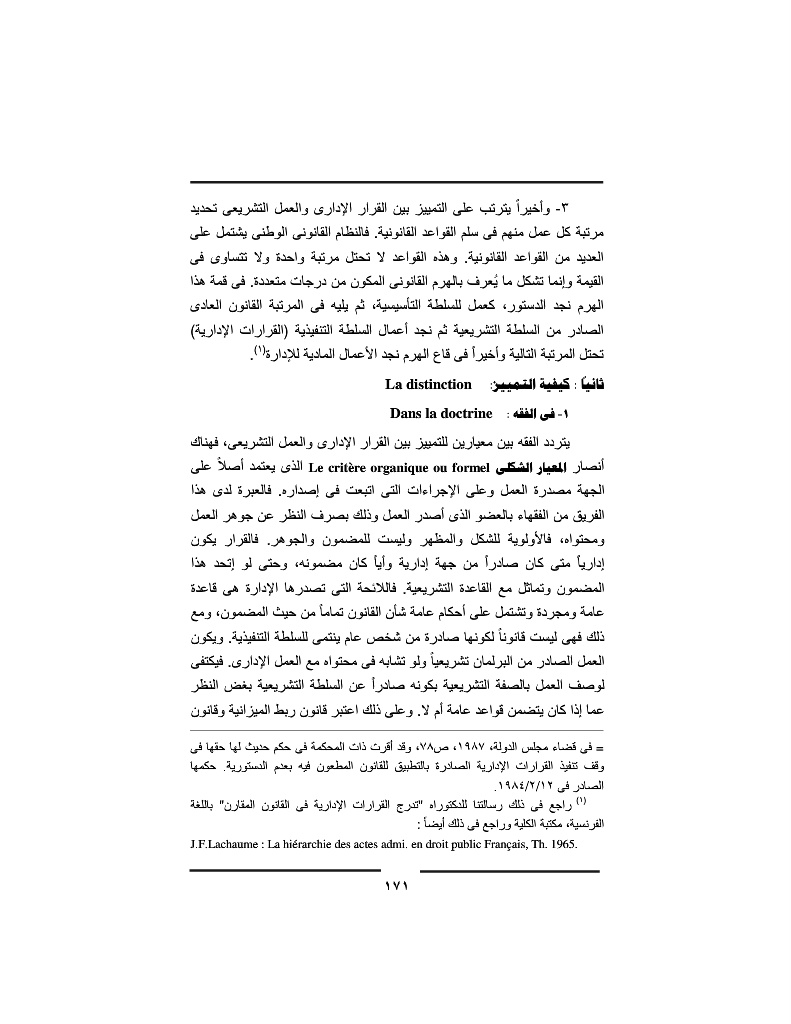 ٣- وأخيراً يترتب على التمييز بين القرار الإدارى والعمل التشريعى تحديد
مرتبة كل عمل منهم فى سلم القواعد القانونية. فالنظام القانونى الوطنى يشتمل على
العديد من القواعد القانونية. وهذه القواعد لا تحتل مرتبة واحدة ولا تتساوى فى
القيمة وإنما تشكل ما يُعرف بالهرم القانونى المكون من درجات متعددة. فى قمة هذا
الهرم نجد الدستور، كعمل للسلطة التأسيسية، ثم يليه فى المرتبة القانون العادى
الصادر من السلطة التشريعية ثم نجد أعمال السلطة التنفيذية (القرارات الإدارية)
تحتل المرتبة التالية وأخيراً فى قاع الهرم نجد الأعمال المادية للإدارة(١).
ثانياً : كيفية التمييز: La distinction
١- فى الفقه : Dans la doctrine
يتردد الفقه بين معيارين للتمييز بين القرار الإدارى والعمل التشريعى، فهناك
أنصار المعيار الشكلى Le critère organique ou formel الذى يعتمد أصلاً على
الجهة مصدرة العمل وعلى الإجراءات التى اتبعت فى إصداره. فالعبرة لدى هذا
الفريق من الفقهاء بالعضو الذى أصدر العمل وذلك بصرف النظر عن جوهر العمل
ومحتواه، فالأولوية للشكل والمظهر وليست للمضمون والجوهر. فالقرار يكون
إدارياً متى كان صادراً من جهة إدارية وأياً كان مضمونه، وحتى لو إتحد هذا
المضمون وتماثل مع القاعدة التشريعية. فاللائحة التى تصدرها الإدارة هى قاعدة
عامة ومجردة وتشتمل على أحكام عامة شأن القانون تماماً من حيث المضمون، ومع
ذلك فهى ليست قانوناً لكونها صادرة من شخص عام ينتمى للسلطة التنفيذية. ويكون
العمل الصادر من البرلمان تشريعياً ولو تشابه فى محتواه مع العمل الإدارى. فيكتفى
لوصف العمل بالصفة التشريعية بكونه صادراً عن السلطة التشريعية بغض النظر
عما إذا كان يتضمن قواعد عامة أم لا. وعلى ذلك اعتبر قانون ربط الميزانية وقانون
= فى قضاء مجلس الدولة، ١٩٨٧، ص٧٨، وقد أقرت ذات المحكمة فى حكم حديث لها حقها فى
وقف تنفيذ القرارات الإدارية الصادرة بالتطبيق للقانون المطعون فيه بعدم الدستورية. حكمها
الصادر فى ١٩٨٤/٢/١٢.
(١) راجع فى ذلك رسالتنا للدكتوراه "تدرج القرارات الإدارية فى القانون المقارن" باللغة
الفرنسية، مكتبة الكلية وراجع فى ذلك أيضاً :
J.F.Lachaume : La hiérarchie des actes admi. en droit public Français, Th. 1965.
١٧١